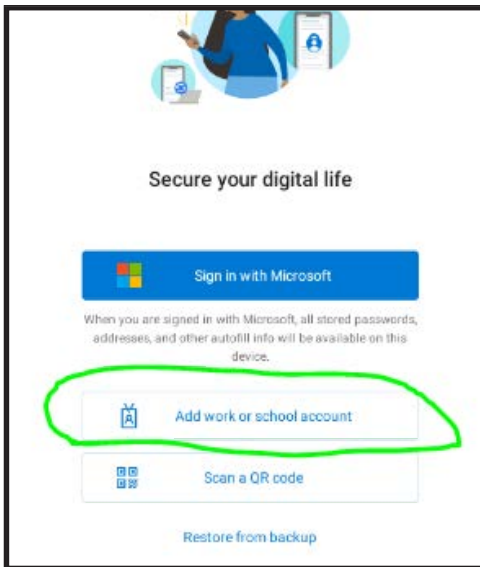 Secure your digital life
Sign in with Microsoft
When you are signed in with Microsoft, all stored passwords,
addresses, and other autofill info will be available on this
device.
Add work or school account
Scan a QR code
Restore from backup